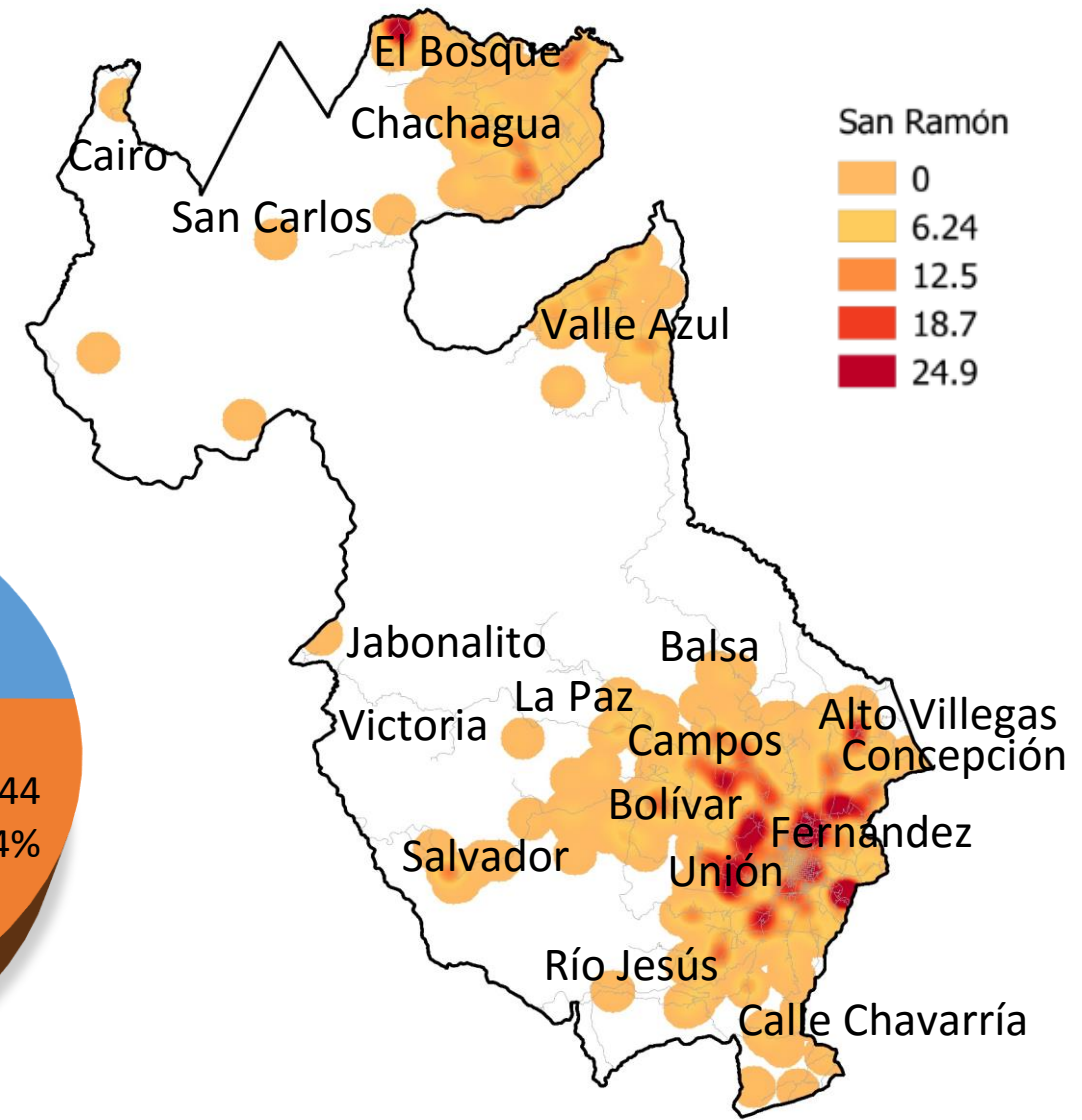 El Bosque
Chachagua
Cairo
San Carlos
San Ramón
0
6.24
12.5
18.7
24.9
Valle Azul
Jabonalito
Balsa
La Paz
Victoria
Campos
Alto Villegas
Concepción
Bolívar
Fernández
Salvador
Unión
Río Jesús
Calle Chavarría
44
4%